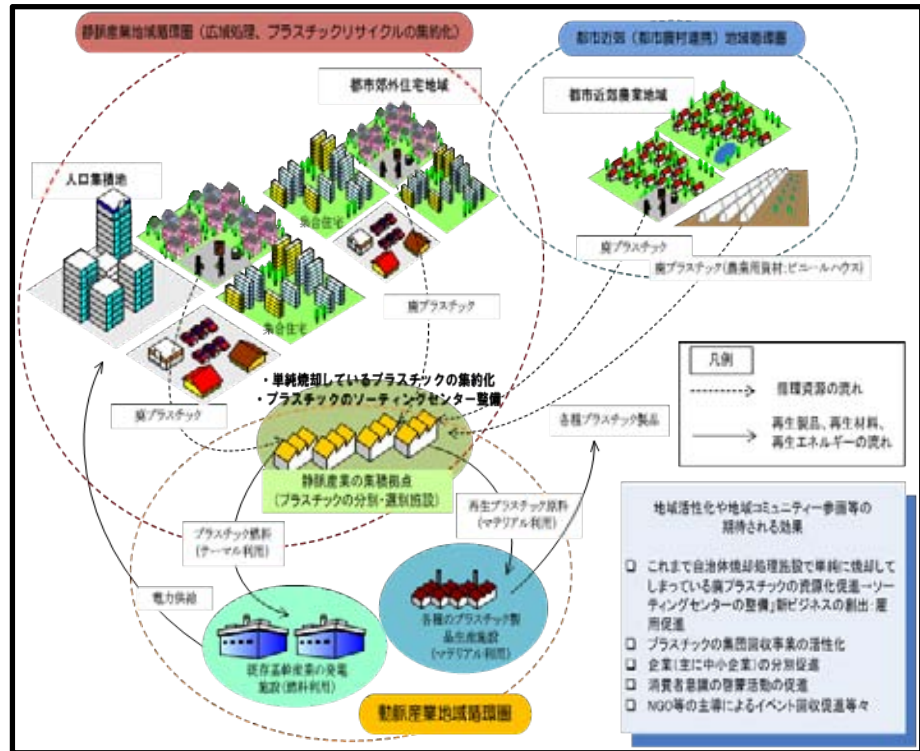 静脈産業地域循環圏（広域処理、プラスチックリサイクルの集約化）
都市近郊（都市農村連携）地域循環圏
都市郊外住宅地域
都市近郊農業地域
人口集積地
集合住宅
集合住宅
廃プラスチック
廃プラスチック
廃プラスチック(農業用資材:ビニールハウス)
廃プラスチック
・単純焼却しているプラスチックの集約化
・プラスチックのソーティングセンター整備
各種プラスチック製品
凡例
循環資源の流れ
再生製品、再生材料、
再生エネルギーの流れ
静脈産業の集積拠点
(プラスチックの分別・選別施設)
プラスチック燃料
(サーマル利用)
再生プラスチック原料
(マテリアル利用)
電力供給
既存基幹産業の発電
施設(燃料利用)
各種のプラスチック製
品生産施設
(マテリアル利用)
動脈産業地域循環圏
地域活性化や地域コミュニティー参画等の
期待される効果
□ これまで自治体焼却処理施設で単純に焼却して
しまっている廃プラスチックの資源化促進→ソー
ティングセンターの整備」新ビジネスの創出:雇
用促進
□ プラスチックの集団回収事業の活性化
□ 企業(主に中小企業)の分別促進
□ 消費者意識の啓蒙活動の促進
□ NGO等の主導によるイベント回収促進等々